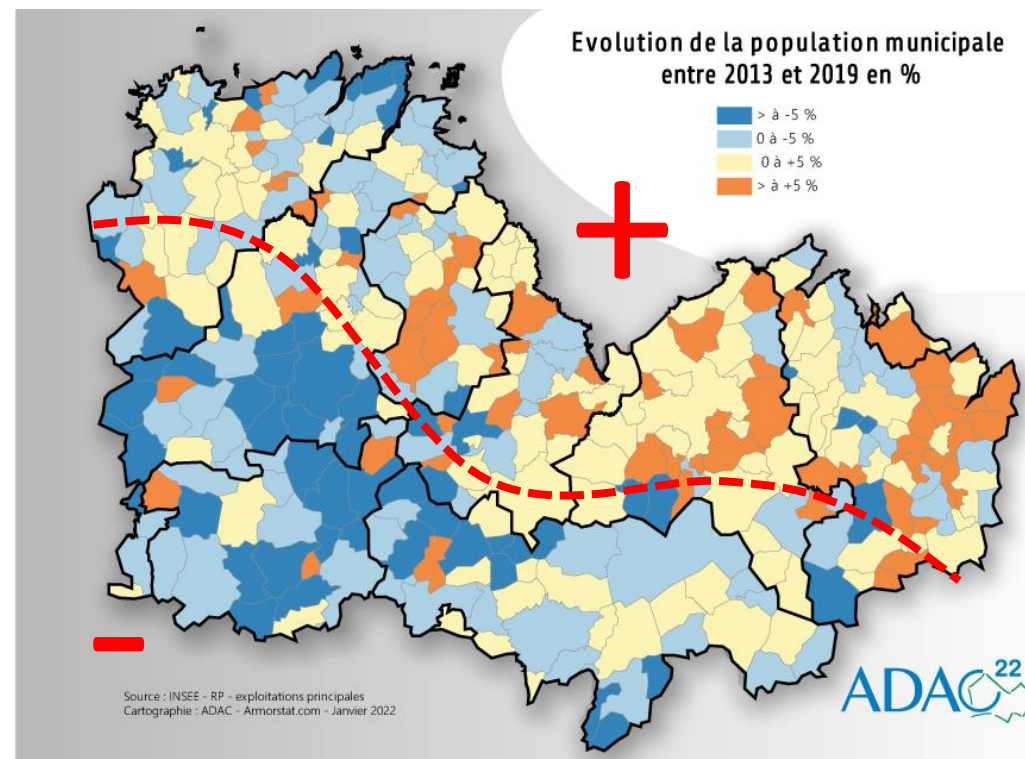 Evolution de la population municipale
entre 2013 et 2019 en %
> à -5 %
0 à -5 %
0 à +5 %
> à +5 %
+
-
Source : INSEE - RP - exploitations principales
Cartographie : ADAC - Armorstat.com - Janvier 2022
ADAC 22